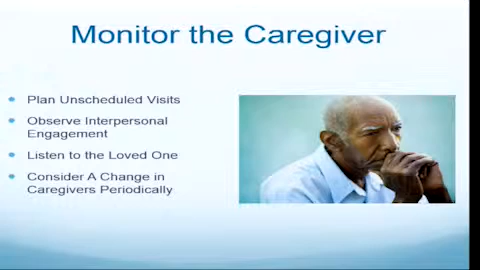 Monitor the Caregiver
Plan Unscheduled Visits
Observe Interpersonal
Engagement
Listen to the Loved One
Consider A Change in
Caregivers Periodically